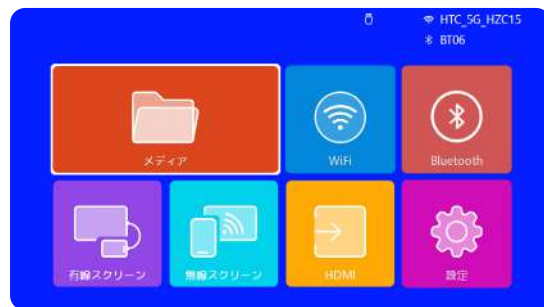 HTC_5G_HZC15
BT06
メディア
WiFi
Bluetooth
有線スクリーン
無線スクリーン
HDMI
設定